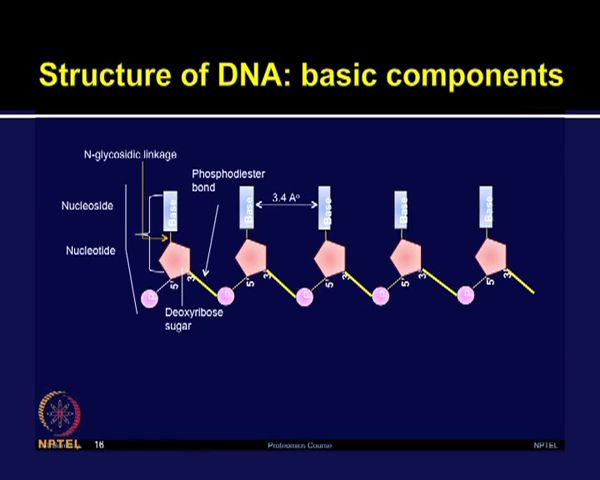 Structure of DNA: basic components
N-glycosidic linkage
Phosphodiester
bond
3.4 Aº
Nucleoside
Base
Base
Base
Base
Base
Nucleotide
5'
3'
5'
3'
5'
3'
5'
3'
5'
3'
P
P
P
P
P
Deoxyribose
sugar
NPTEL
16
Proteomics Course
NPTEL